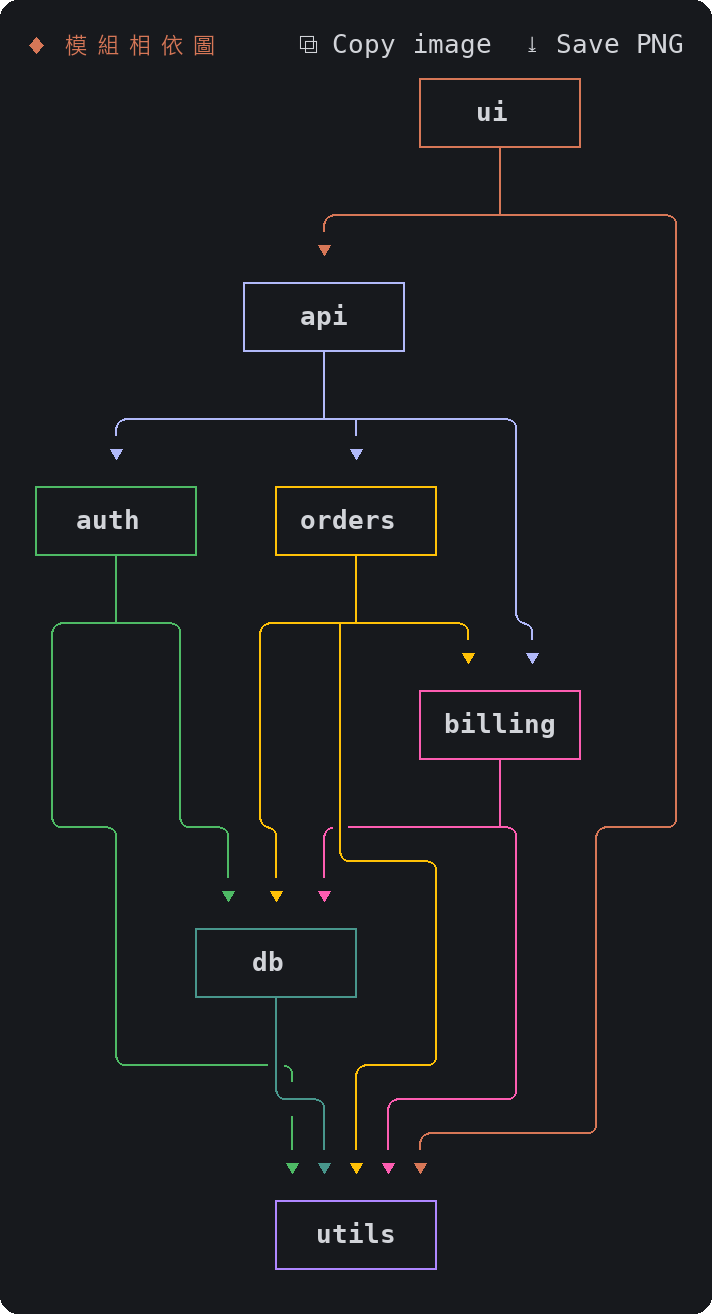 ♦ 模組相依圖 Copy image ⤓ Save PNG
ui
api
auth orders
billing
db
utils